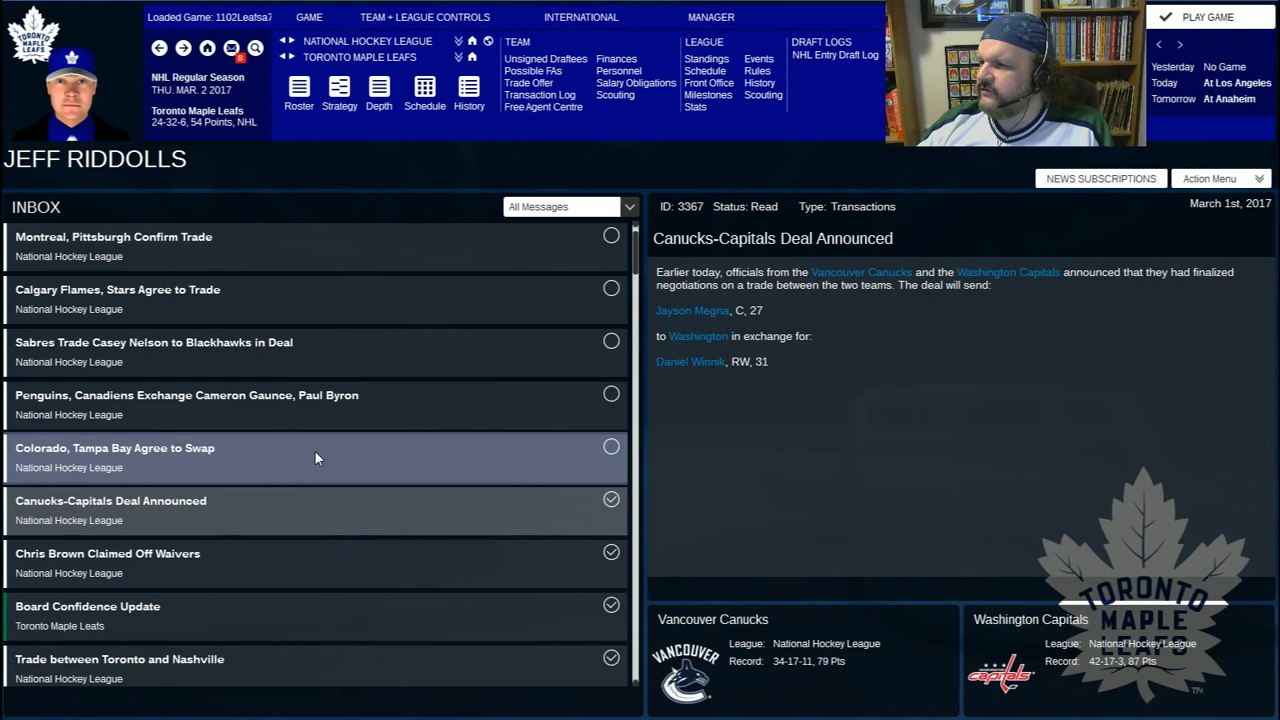 Loaded Game: 1102Leafsa7
GAME
TEAM + LEAGUE CONTROLS
INTERNATIONAL
MANAGER
PLAY GAME
TORONTO
MAPLE
LEAFS
8
NHL Regular Season
THU. MAR. 2 2017
Toronto Maple Leafs
24-32-6, 54 Points, NHL
NATIONAL HOCKEY LEAGUE
TORONTO MAPLE LEAFS
Roster
Strategy
Depth
Schedule
History
TEAM
Unsigned Draftees
Finances
Possible FAs
Personnel
Trade Offer
Salary Obligations
Transaction Log
Scouting
Free Agent Centre
LEAGUE
Standings
Events
Schedule
Rules
Front Office
History
Milestones
Scouting
Stats
DRAFT LOGS
NHL Entry Draft Log
Yesterday No Game
Today At Los Angeles
Tomorrow At Anaheim
JEFF RIDDOLLS
NEWS SUBSCRIPTIONS
Action Menu
INBOX
All Messages
Montreal, Pittsburgh Confirm Trade
National Hockey League
Calgary Flames, Stars Agree to Trade
National Hockey League
Sabres Trade Casey Nelson to Blackhawks in Deal
National Hockey League
Penguins, Canadiens Exchange Cameron Gaunce, Paul Byron
National Hockey League
Colorado, Tampa Bay Agree to Swap
National Hockey League
Canucks-Capitals Deal Announced
National Hockey League
Chris Brown Claimed Off Waivers
National Hockey League
Board Confidence Update
Toronto Maple Leafs
Trade between Toronto and Nashville
National Hockey League
ID: 3367 Status: Read Type: Transactions
March 1st, 2017
Canucks-Capitals Deal Announced
Earlier today, officials from the Vancouver Canucks and the Washington Capitals announced that they had finalized
negotiations on a trade between the two teams. The deal will send:
Jayson Megna, C, 27
to Washington in exchange for:
Daniel Winnik, RW, 31
Vancouver Canucks
League: National Hockey League
Record: 34-17-11, 79 Pts
VANCOUVER
Washington Capitals
League: National Hockey League
Record: 42-17-3, 87 Pts
capitals
TORONTO
MAPLE
LEAFS
TM